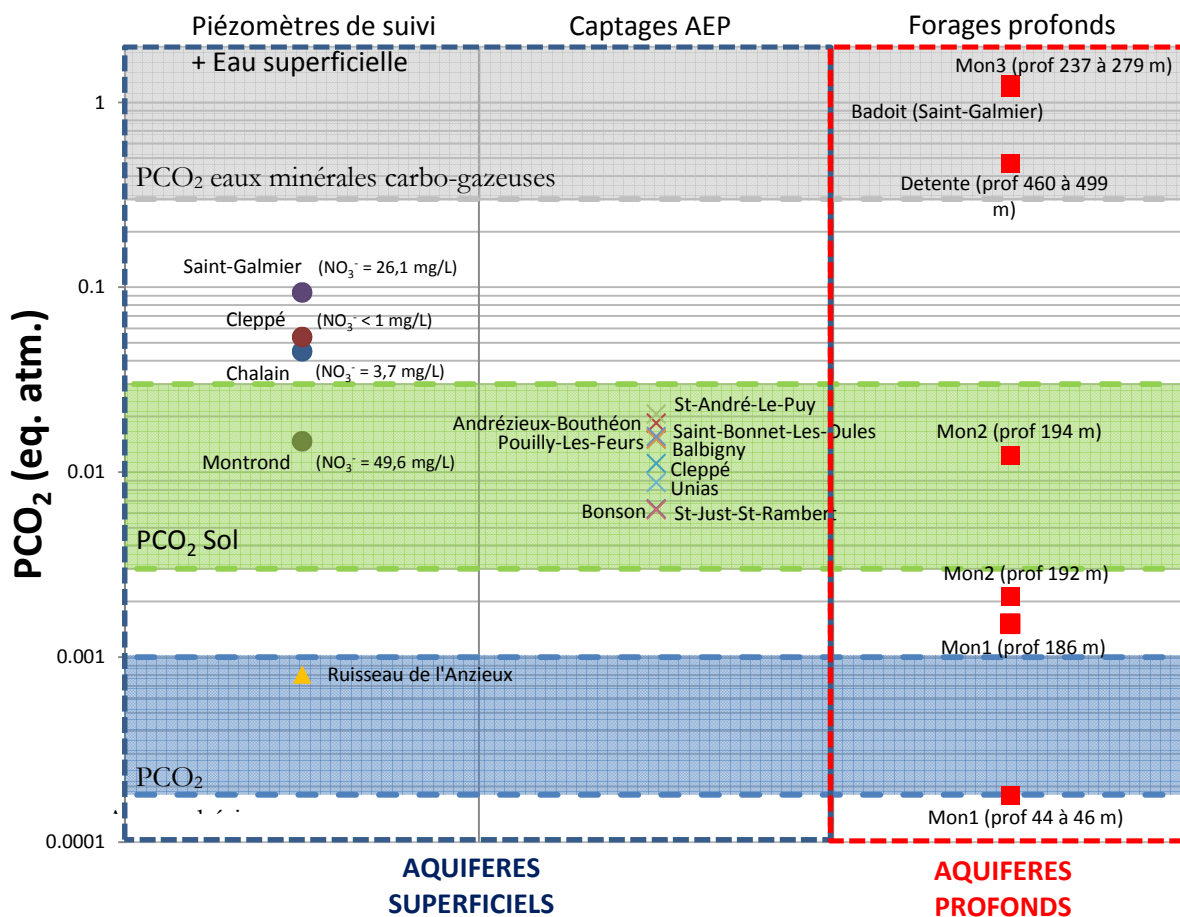 Piézomètres de suivi
Captages AEP
Forages profonds
+ Eau superficielle
Mon3 (prof 237 à 279 m)
1
Badoit (Saint-Galmier)
PCO₂ eaux minérales carbo-gazeuses
Detente (prof 460 à 499
m)
Saint-Galmier (NO₃⁻ = 26,1 mg/L)
0.1
Cleppé (NO₃⁻ < 1 mg/L)
Chalain (NO₃⁻ = 3,7 mg/L)
PCO₂ (eq. atm.)
St-André-Le-Puy
Andrézieux-Bouthéon
Saint-Bonnet-Les-Oules
Mon2 (prof 194 m)
Pouilly-Les-Feurs
Balbigny
Montrond (NO₃⁻ = 49,6 mg/L)
0.01
Cleppé
Unias
Bonson
St-Just-St-Rambert
PCO₂ Sol
Mon2 (prof 192 m)
Mon1 (prof 186 m)
0.001
Ruisseau de l'Anzieux
PCO₂
Mon1 (prof 44 à 46 m)
0.0001
AQUIFERES
SUPERFICIELS
AQUIFERES
PROFONDS